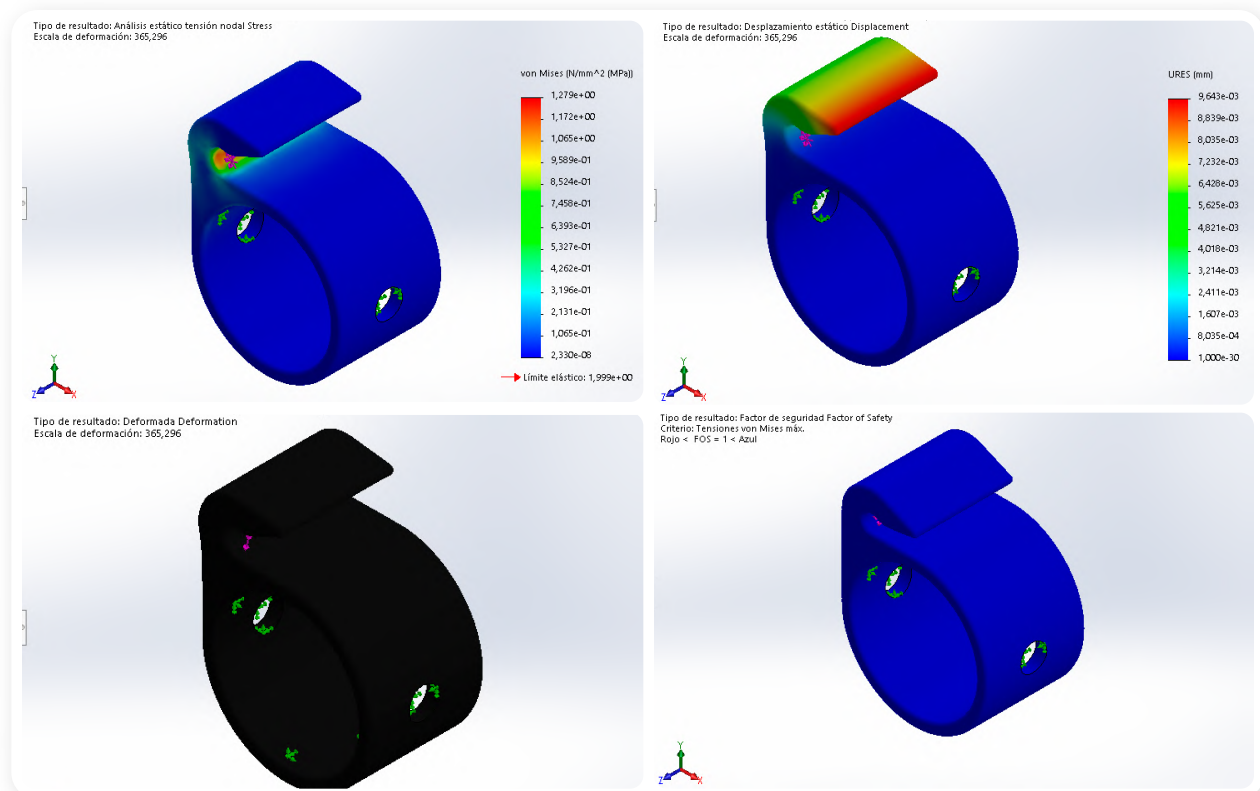 Tipo de resultado: Análisis estático tensión nodal Stress
Escala de deformación: 365,296
von Mises (N/mm^2 (MPa))
1,279e+00
1,172e+00
1,065e+00
9,589e-01
8,524e-01
7,458e-01
6,393e-01
5,327e-01
4,262e-01
3,196e-01
2,131e-01
1,065e-01
2,330e-08
Límite elástico: 1,999e+00
Y
Z
X
Tipo de resultado: Desplazamiento estático Displacement
Escala de deformación: 365,296
URES (mm)
9,643e-03
8,839e-03
8,035e-03
7,232e-03
6,428e-03
5,625e-03
4,821e-03
4,018e-03
3,214e-03
2,411e-03
1,607e-03
8,035e-04
1,000e-30
Y
Z
X
Tipo de resultado: Deformada Deformation
Escala de deformación: 365,296
Tipo de resultado: Factor de seguridad Factor of Safety
Criterio: Tensiones von Mises máx.
Rojo < FOS = 1 < Azul
Y
Z
X